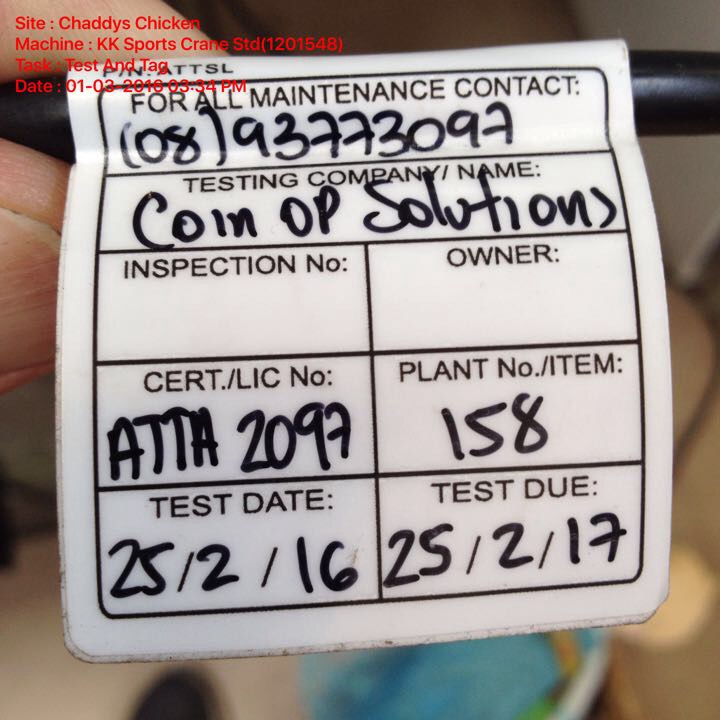 Site : Chaddys Chicken
Machine : KK Sports Crane Std(1201548)
Task : Test And Tag
Date : 01-03-2016 03:34 PM
P/N: ATTSL
FOR ALL MAINTENANCE CONTACT:
(08)93773097
TESTING COMPANY/ NAME:
Coin OP Solutions
INSPECTION No:
OWNER:
CERT./LIC No:
ATTA 2097
PLANT No./ITEM:
158
TEST DATE:
25/2/16
TEST DUE:
25/2/17